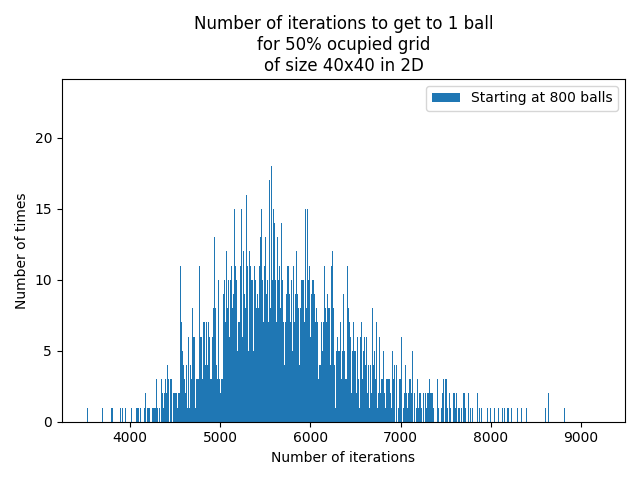 Number of iterations to get to 1 ball
for 50% ocupied grid
of size 40x40 in 2D
Starting at 800 balls
Number of times
20
15
10
5
0
4000 5000 6000 7000 8000 9000
Number of iterations